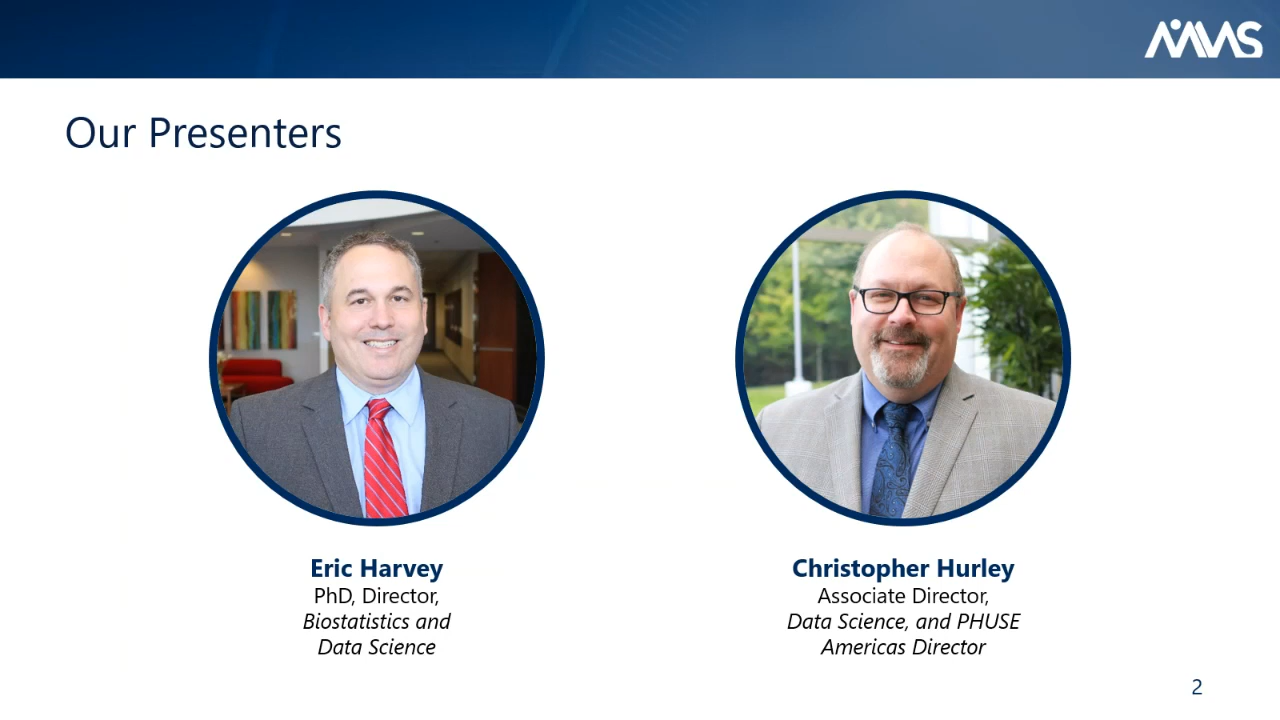 MMS
Our Presenters
Eric Harvey
PhD, Director,
Biostatistics and
Data Science
Christopher Hurley
Associate Director,
Data Science, and PHUSE
Americas Director
2